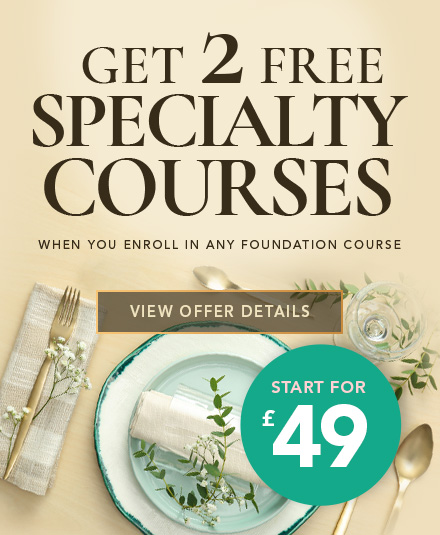 GET 2 FREE
SPECIALTY
COURSES
WHEN YOU ENROLL IN ANY FOUNDATION COURSE
VIEW OFFER DETAILS
START FOR
£49